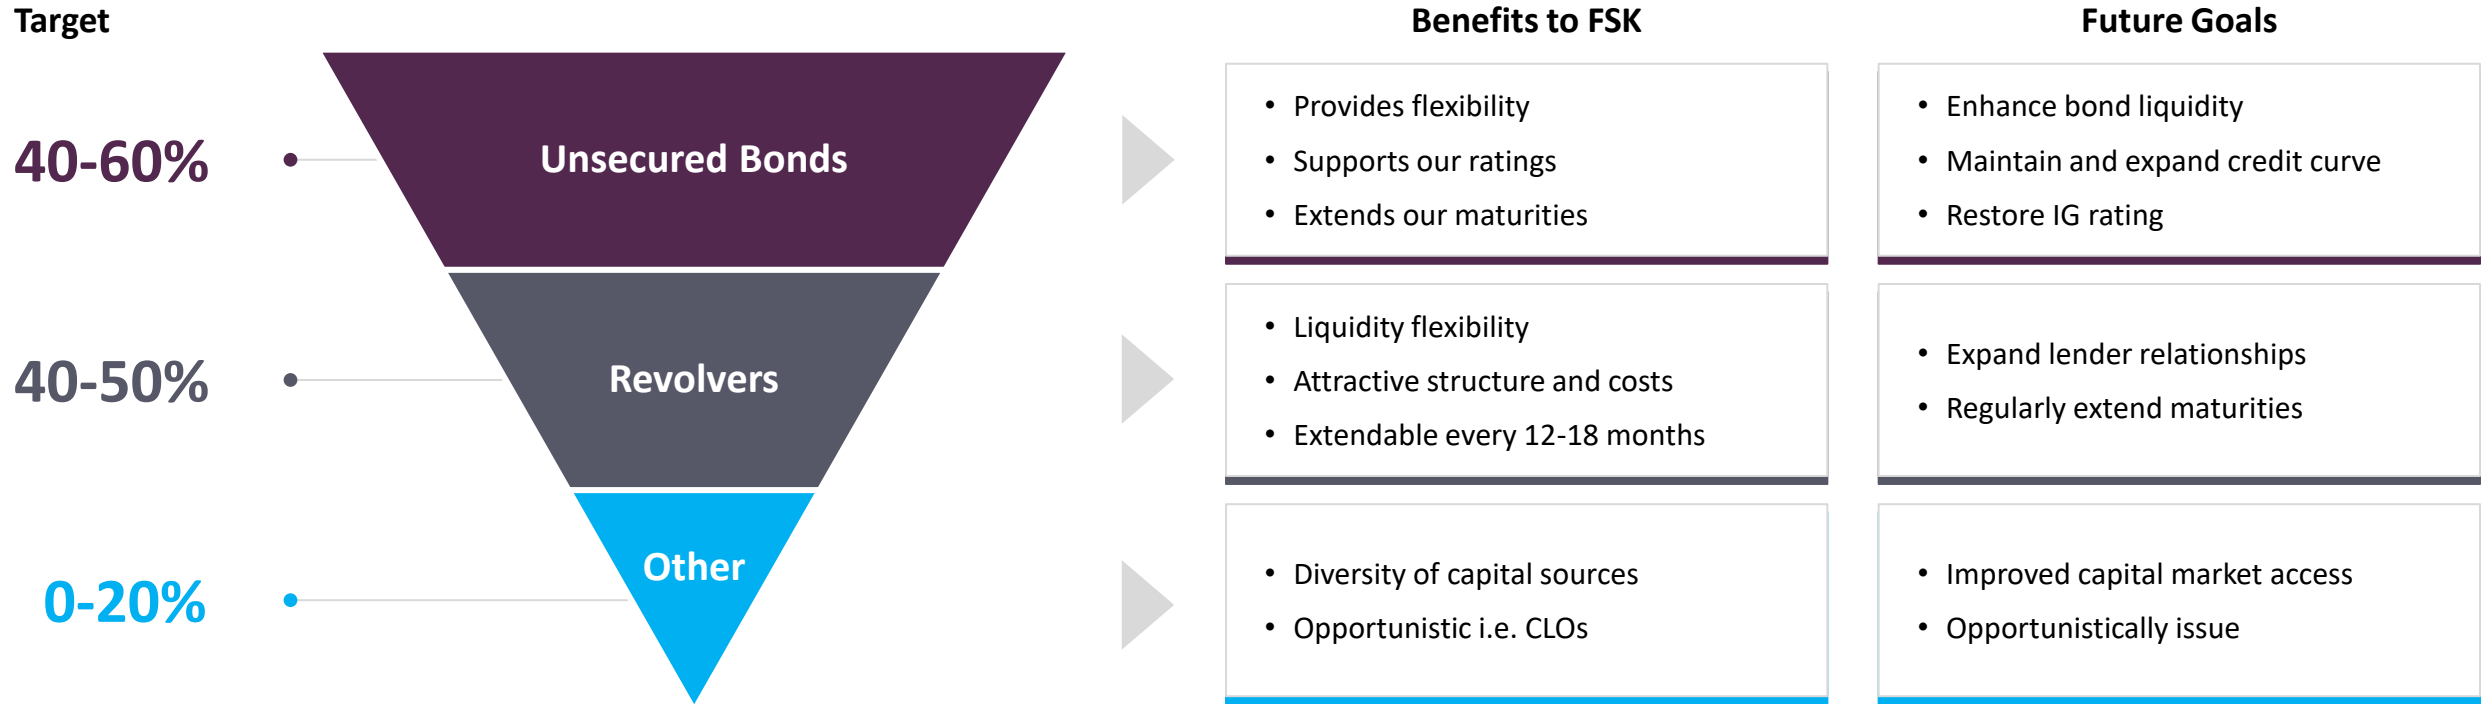 Target
Benefits to FSK
Future Goals
40-60%
Unsecured Bonds
• Provides flexibility
• Supports our ratings
• Extends our maturities
• Enhance bond liquidity
• Maintain and expand credit curve
• Restore IG rating
40-50%
Revolvers
• Liquidity flexibility
• Attractive structure and costs
• Extendable every 12-18 months
• Expand lender relationships
• Regularly extend maturities
0-20%
Other
• Diversity of capital sources
• Opportunistic i.e. CLOs
• Improved capital market access
• Opportunistically issue